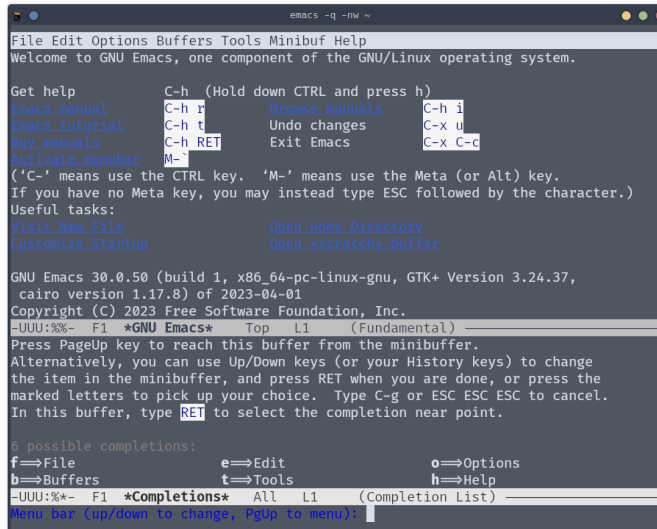 emacs -q -nw ~
File Edit Options Buffers Tools Minibuf Help
Welcome to GNU Emacs, one component of the GNU/Linux operating system.
Get help C-h (Hold down CTRL and press h)
Emacs manual C-h r Browse manuals C-h i
Emacs tutorial C-h t Undo changes C-x u
Buy manuals C-h RET Exit Emacs C-x C-c
Activate menubar M-`
(‘C-’ means use the CTRL key. ‘M-’ means use the Meta (or Alt) key.
If you have no Meta key, you may instead type ESC followed by the character.)
Useful tasks:
Visit New File Open Home Directory
Customize Startup Open *scratch* buffer
GNU Emacs 30.0.50 (build 1, x86_64-pc-linux-gnu, GTK+ Version 3.24.37,
cairo version 1.17.8) of 2023-04-01
Copyright (C) 2023 Free Software Foundation, Inc.
-UUU:%%- F1 *GNU Emacs* Top L1 (Fundamental)
Press PageUp key to reach this buffer from the minibuffer.
Alternatively, you can use Up/Down keys (or your History keys) to change
the item in the minibuffer, and press RET when you are done, or press the
marked letters to pick up your choice. Type C-g or ESC ESC ESC to cancel.
In this buffer, type RET to select the completion near point.
6 possible completions:
f==>File e==>Edit o==>Options
b==>Buffers t==>Tools h==>Help
-UUU:%*- F1 *Completions* All L1 (Completion List)
Menu bar (up/down to change, PgUp to menu):